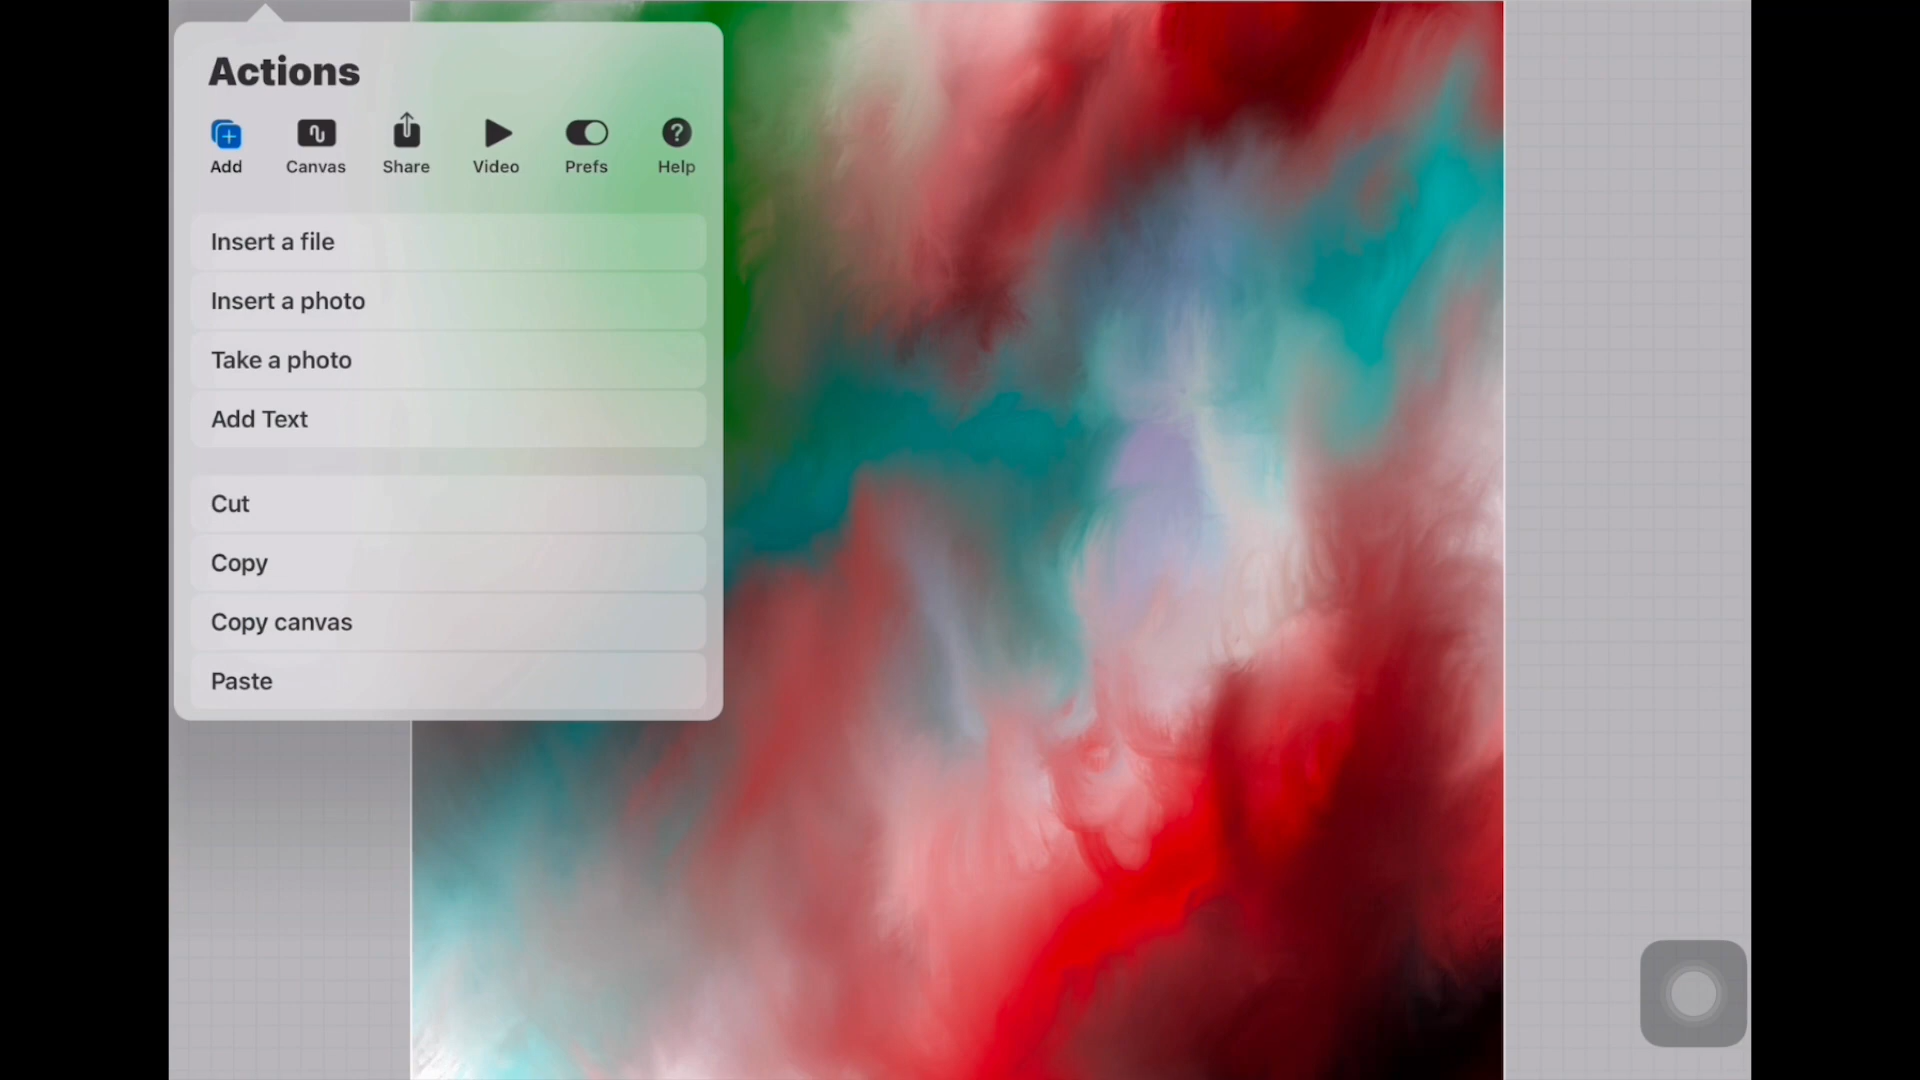 Actions
Add Canvas Share Video Prefs Help
Insert a file
Insert a photo
Take a photo
Add Text
Cut
Copy
Copy canvas
Paste